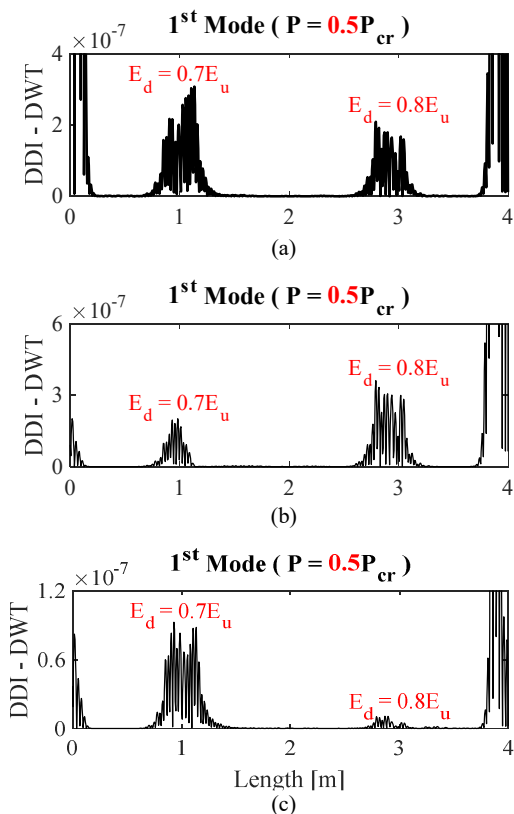 1st Mode ( P = 0.5Pcr )
×10-7
Ed = 0.7Eu
Ed = 0.8Eu
DDI - DWT
4
2
0
0 1 2 3 4
(a)
1st Mode ( P = 0.5Pcr )
×10-7
Ed = 0.8Eu
Ed = 0.7Eu
DDI - DWT
6
3
0
0 1 2 3 4
(b)
1st Mode ( P = 0.5Pcr )
×10-7
Ed = 0.7Eu
Ed = 0.8Eu
DDI - DWT
1.2
0.6
0
0 1 2 3 4
Length [m]
(c)